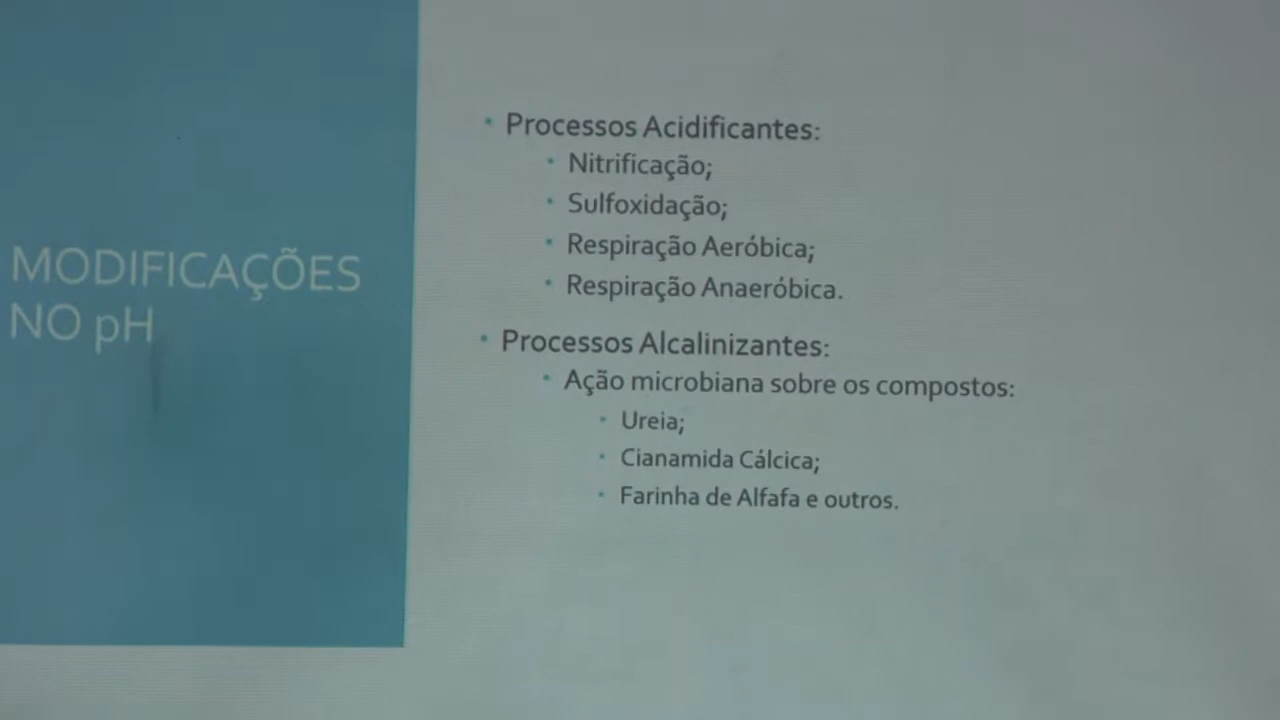 MODIFICAÇÕES
NO pH
Processos Acidificantes:
Nitrificação;
Sulfoxidação;
Respiração Aeróbica;
Respiração Anaeróbica.
Processos Alcalinizantes:
Ação microbiana sobre os compostos:
Ureia;
Cianamida Cálcica;
Farinha de Alfafa e outros.